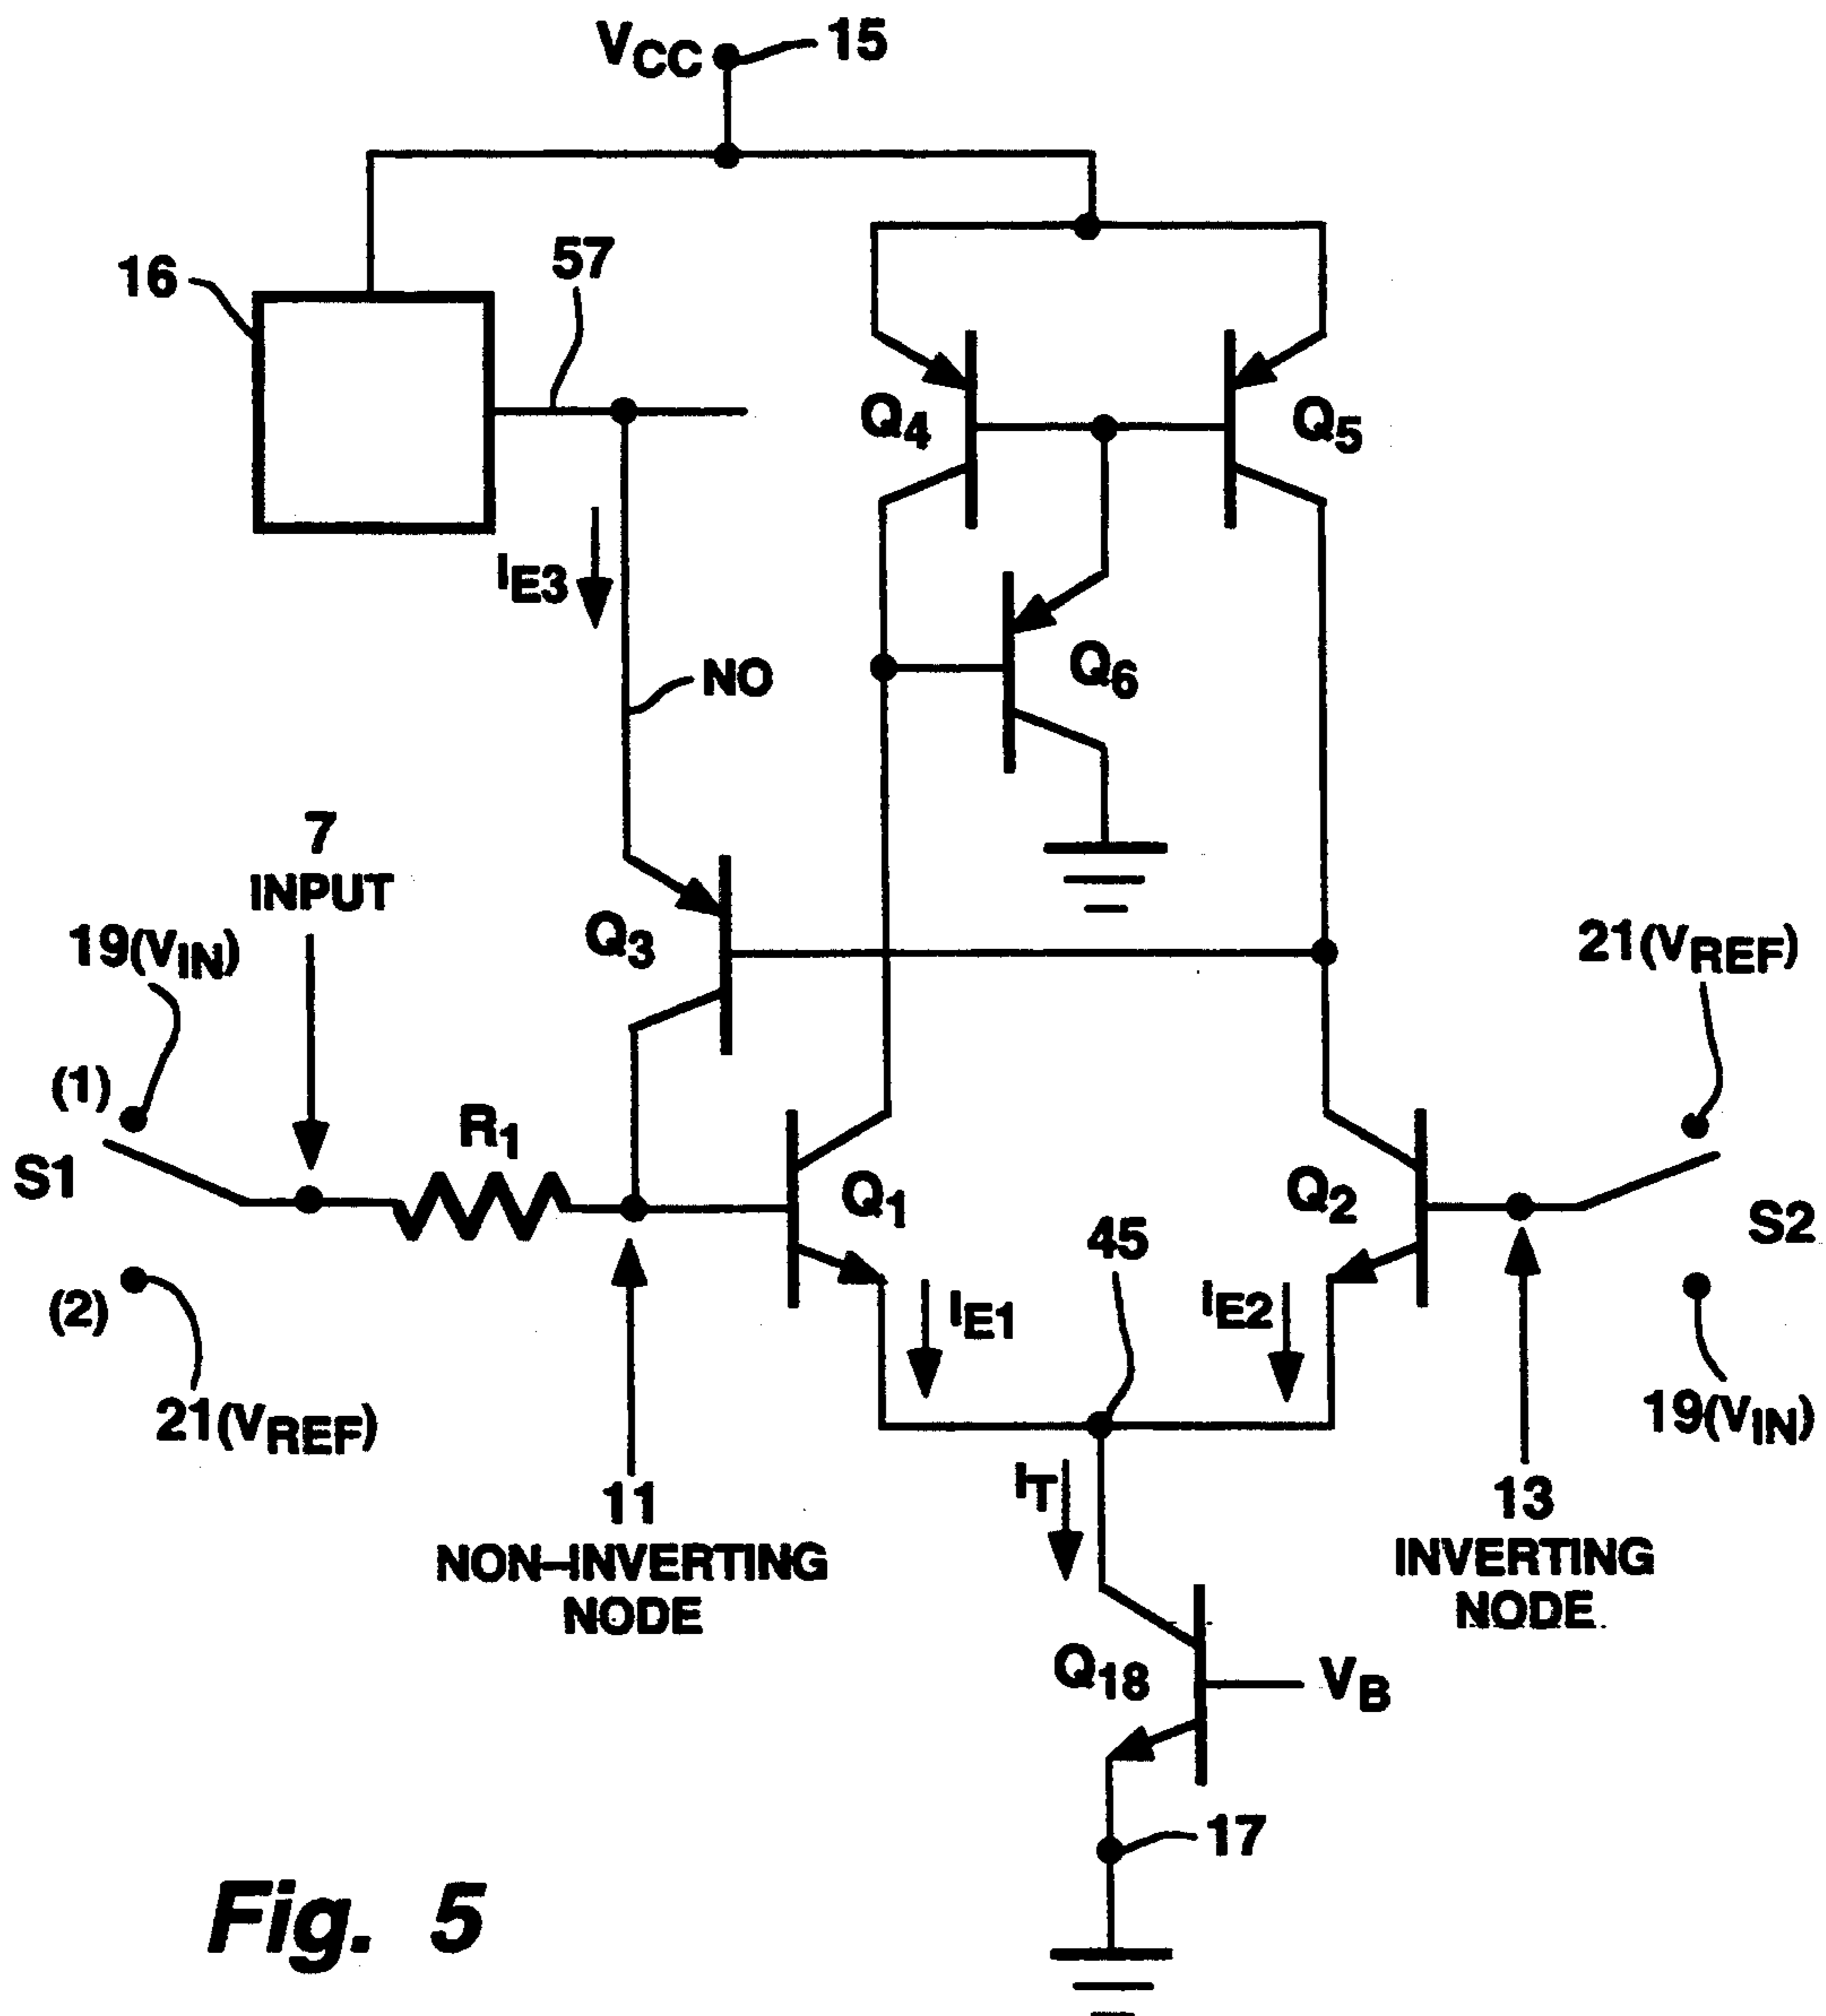 VCC
15
16
57
Q4
Q5
IE3
Q6
NO
7
INPUT
19(VIN)
Q3
21(VREF)
(1)
R1
S1
Q1
Q2
S2
45
(2)
IE1
IE2
21(VREF)
19(VIN)
11
NON-INVERTING
NODE
IT
13
INVERTING
NODE
Q18
VB
17
Fig. 5